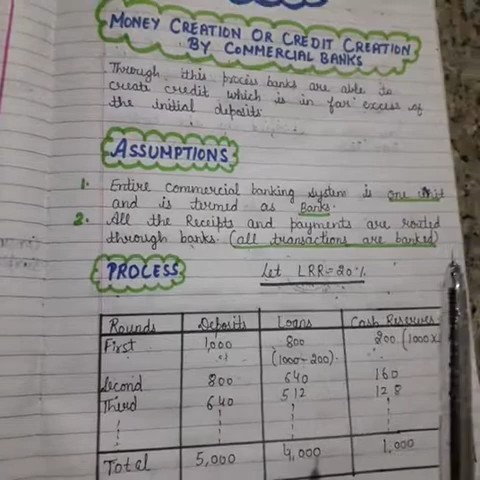 MONEY CREATION OR CREDIT CREATION
BY COMMERCIAL BANKS
Through this process banks are able to
create credit which is in far excess of
the initial deposits
ASSUMPTIONS
1. Entire commercial banking system is one unit
and is termed as Banks.
2. All the Receipts and payments are routed
through banks. (all transactions are banked)
PROCESS
Let LRR=20%
Rounds Deposits Loans Cash Reserves
First 1,000 800 200 (1000x
(1000-200)
Second 800 640 160
Third 640 512 128
Total 5,000 4,000 1,000